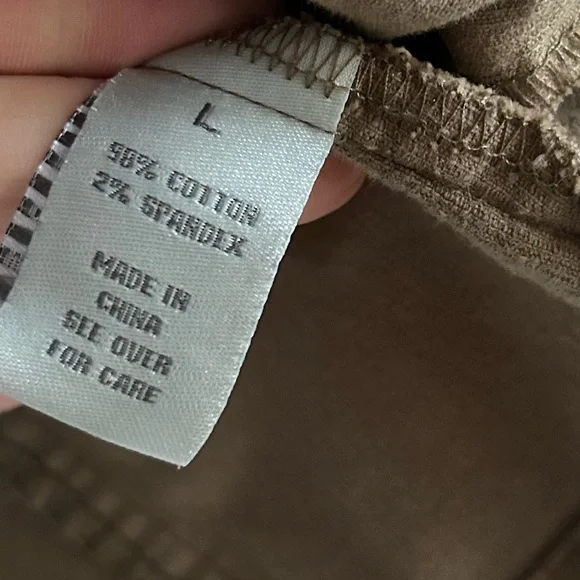 L
98% COTTON
2% SPANDEX
MADE IN
CHINA
SEE OVER
FOR CARE